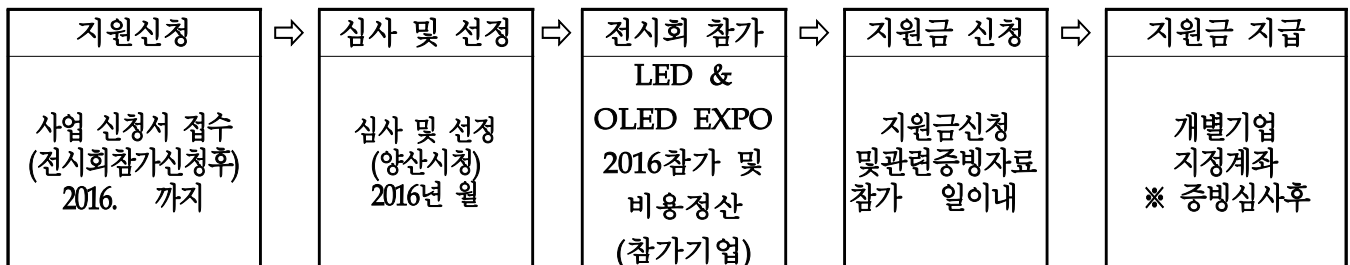 지원신청 ⇨ 심사 및 선정 ⇨ 전시회 참가 ⇨ 지원금 신청 ⇨ 지원금 지급
사업 신청서 접수
(전시회참가신청후)
2016. 까지
심사 및 선정
(양산시청)
2016년 월
LED &
OLED EXPO
2016참가 및
비용정산
(참가기업)
지원금신청
및관련증빙자료
참가 일이내
개별기업
지정계좌
※ 증빙심사후